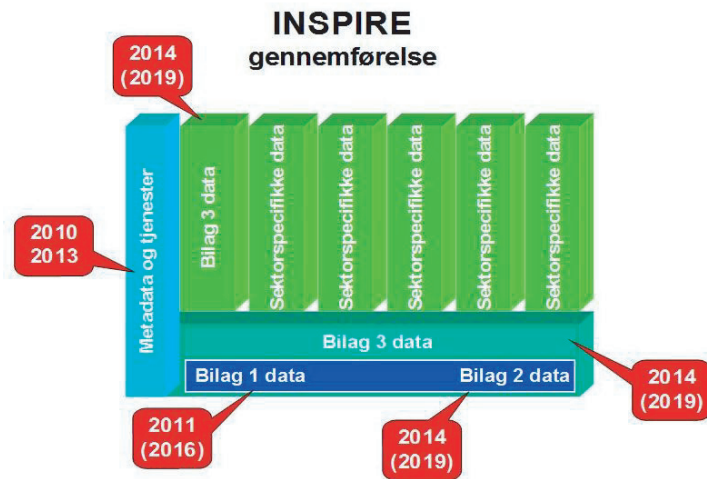 INSPIRE
gennemførelse
2014
(2019)
Metadata og tjenester
Bilag 3 data
Sektorspecifikke data
Sektorspecifikke data
Sektorspecifikke data
Sektorspecifikke data
Sektorspecifikke data
2010
2013
Bilag 3 data
Bilag 1 data
Bilag 2 data
2014
(2019)
2011
(2016)
2014
(2019)